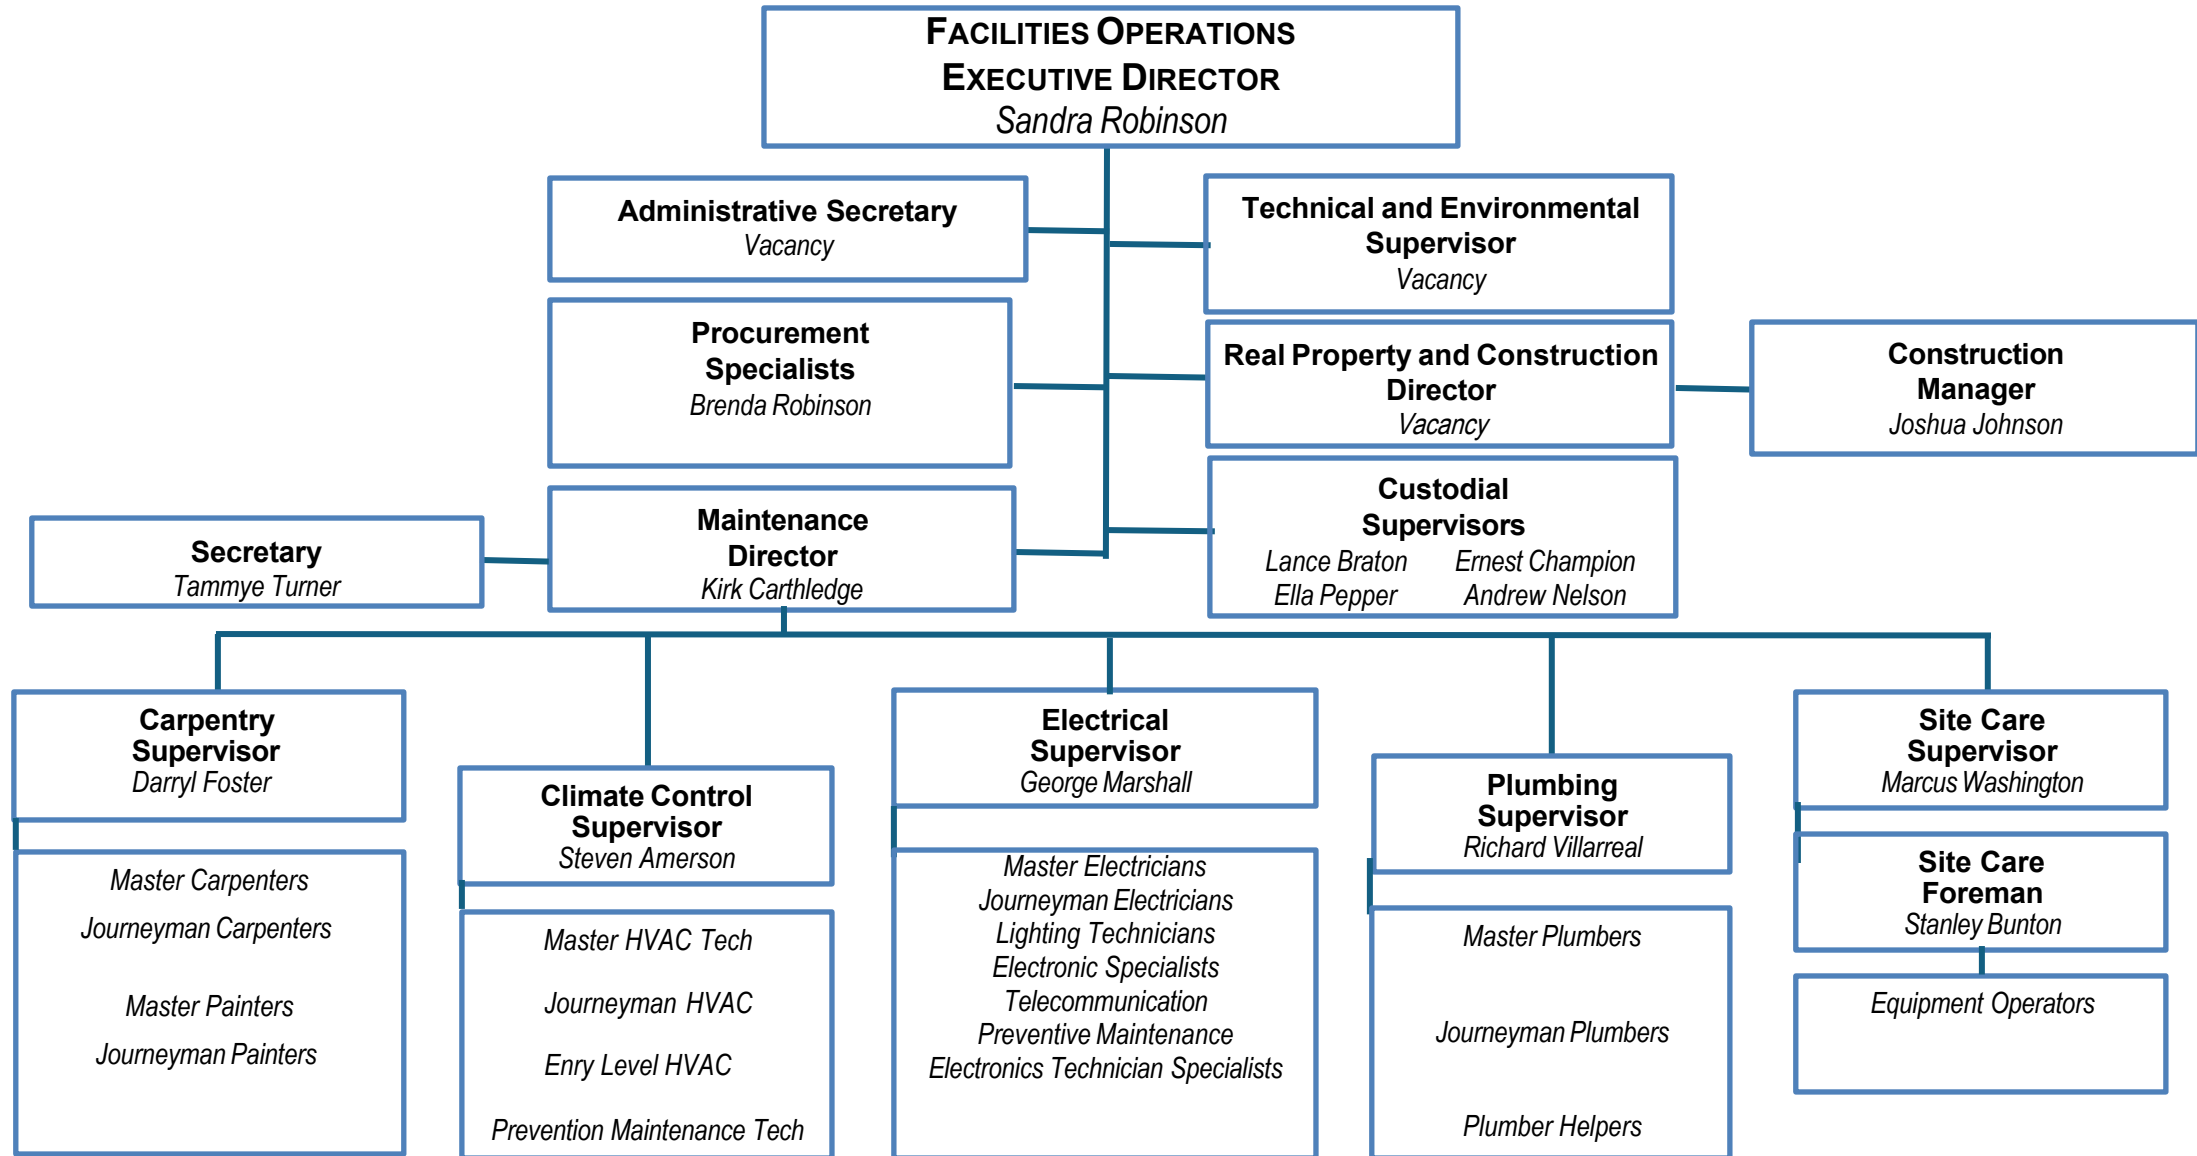 FACILITIES OPERATIONS
EXECUTIVE DIRECTOR
Sandra Robinson
Administrative Secretary
Vacancy
Technical and Environmental
Supervisor
Vacancy
Procurement
Specialists
Brenda Robinson
Real Property and Construction
Director
Vacancy
Construction
Manager
Joshua Johnson
Secretary
Tammye Turner
Maintenance
Director
Kirk Carthledge
Custodial
Supervisors
Lance Braton Ernest Champion
Ella Pepper Andrew Nelson
Carpentry
Supervisor
Darryl Foster
Master Carpenters
Journeyman Carpenters
Master Painters
Journeyman Painters
Climate Control
Supervisor
Steven Amerson
Master HVAC Tech
Journeyman HVAC
Enry Level HVAC
Prevention Maintenance Tech
Electrical
Supervisor
George Marshall
Master Electricians
Journeyman Electricians
Lighting Technicians
Electronic Specialists
Telecommunication
Preventive Maintenance
Electronics Technician Specialists
Plumbing
Supervisor
Richard Villarreal
Master Plumbers
Journeyman Plumbers
Plumber Helpers
Site Care
Supervisor
Marcus Washington
Site Care
Foreman
Stanley Bunton
Equipment Operators